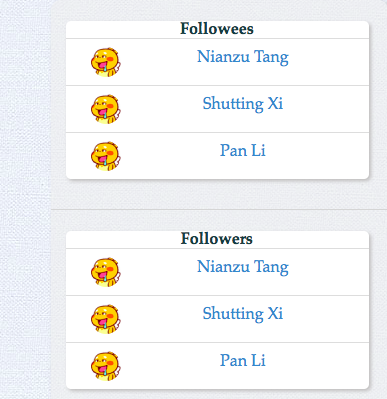 Followees
Nianzu Tang
Shutting Xi
Pan Li
Followers
Nianzu Tang
Shutting Xi
Pan Li